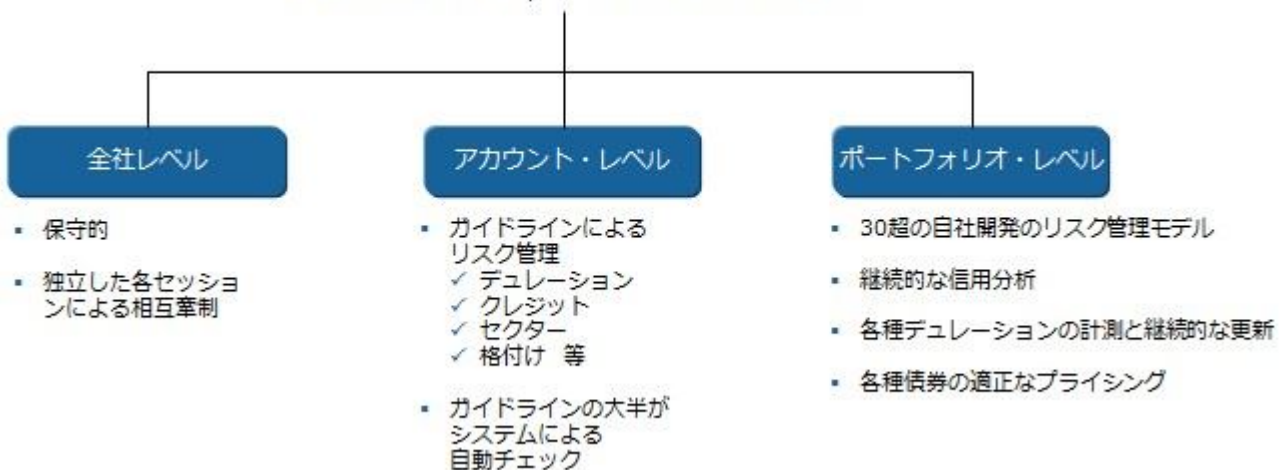 全社レベル
保守的
独立した各セッショ
ンによる相互牽制
アカウント・レベル
ガイドラインによる
リスク管理
✓ デュレーション
✓ クレジット
✓ セクター
✓ 格付け 等
ガイドラインの大半が
システムによる
自動チェック
ポートフォリオ・レベル
30超の自社開発のリスク管理モデル
継続的な信用分析
各種デュレーションの計測と継続的な更新
各種債券の適正なプライシング